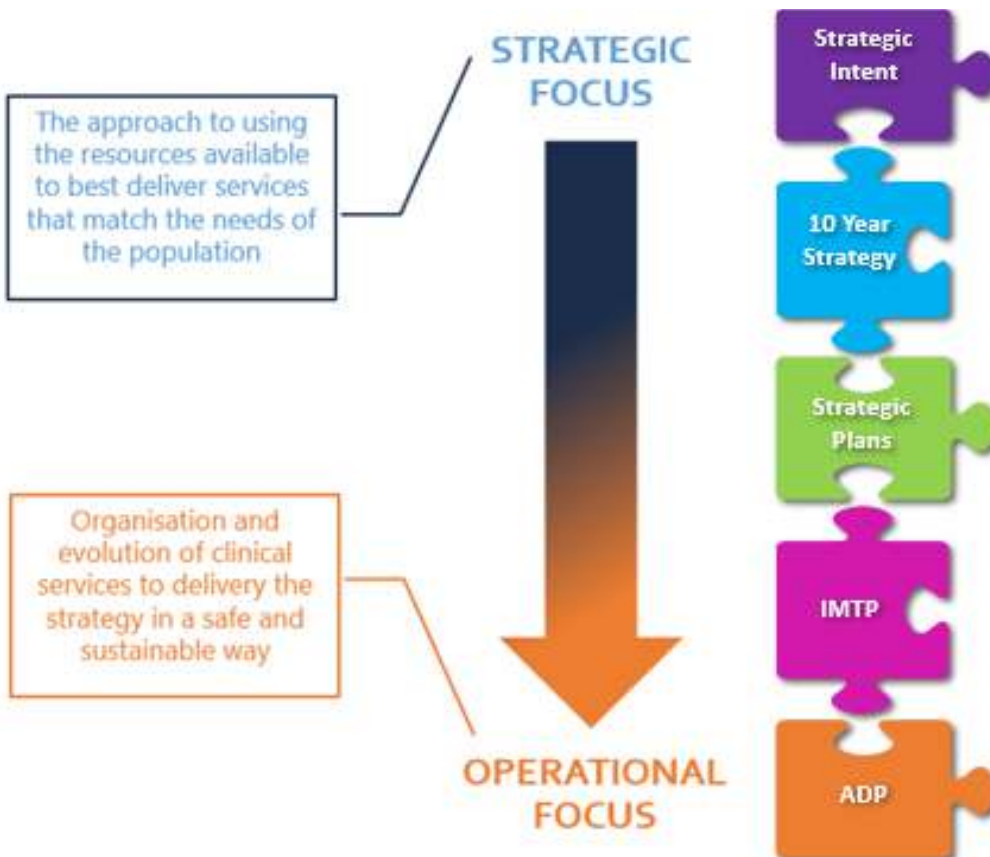 STRATEGIC
FOCUS
The approach to using
the resources available
to best deliver services
that match the needs of
the population
Organisation and
evolution of clinical
services to delivery the
strategy in a safe and
sustainable way
OPERATIONAL
FOCUS
Strategic
Intent
10 Year
Strategy
Strategic
Plans
IMTP
ADP